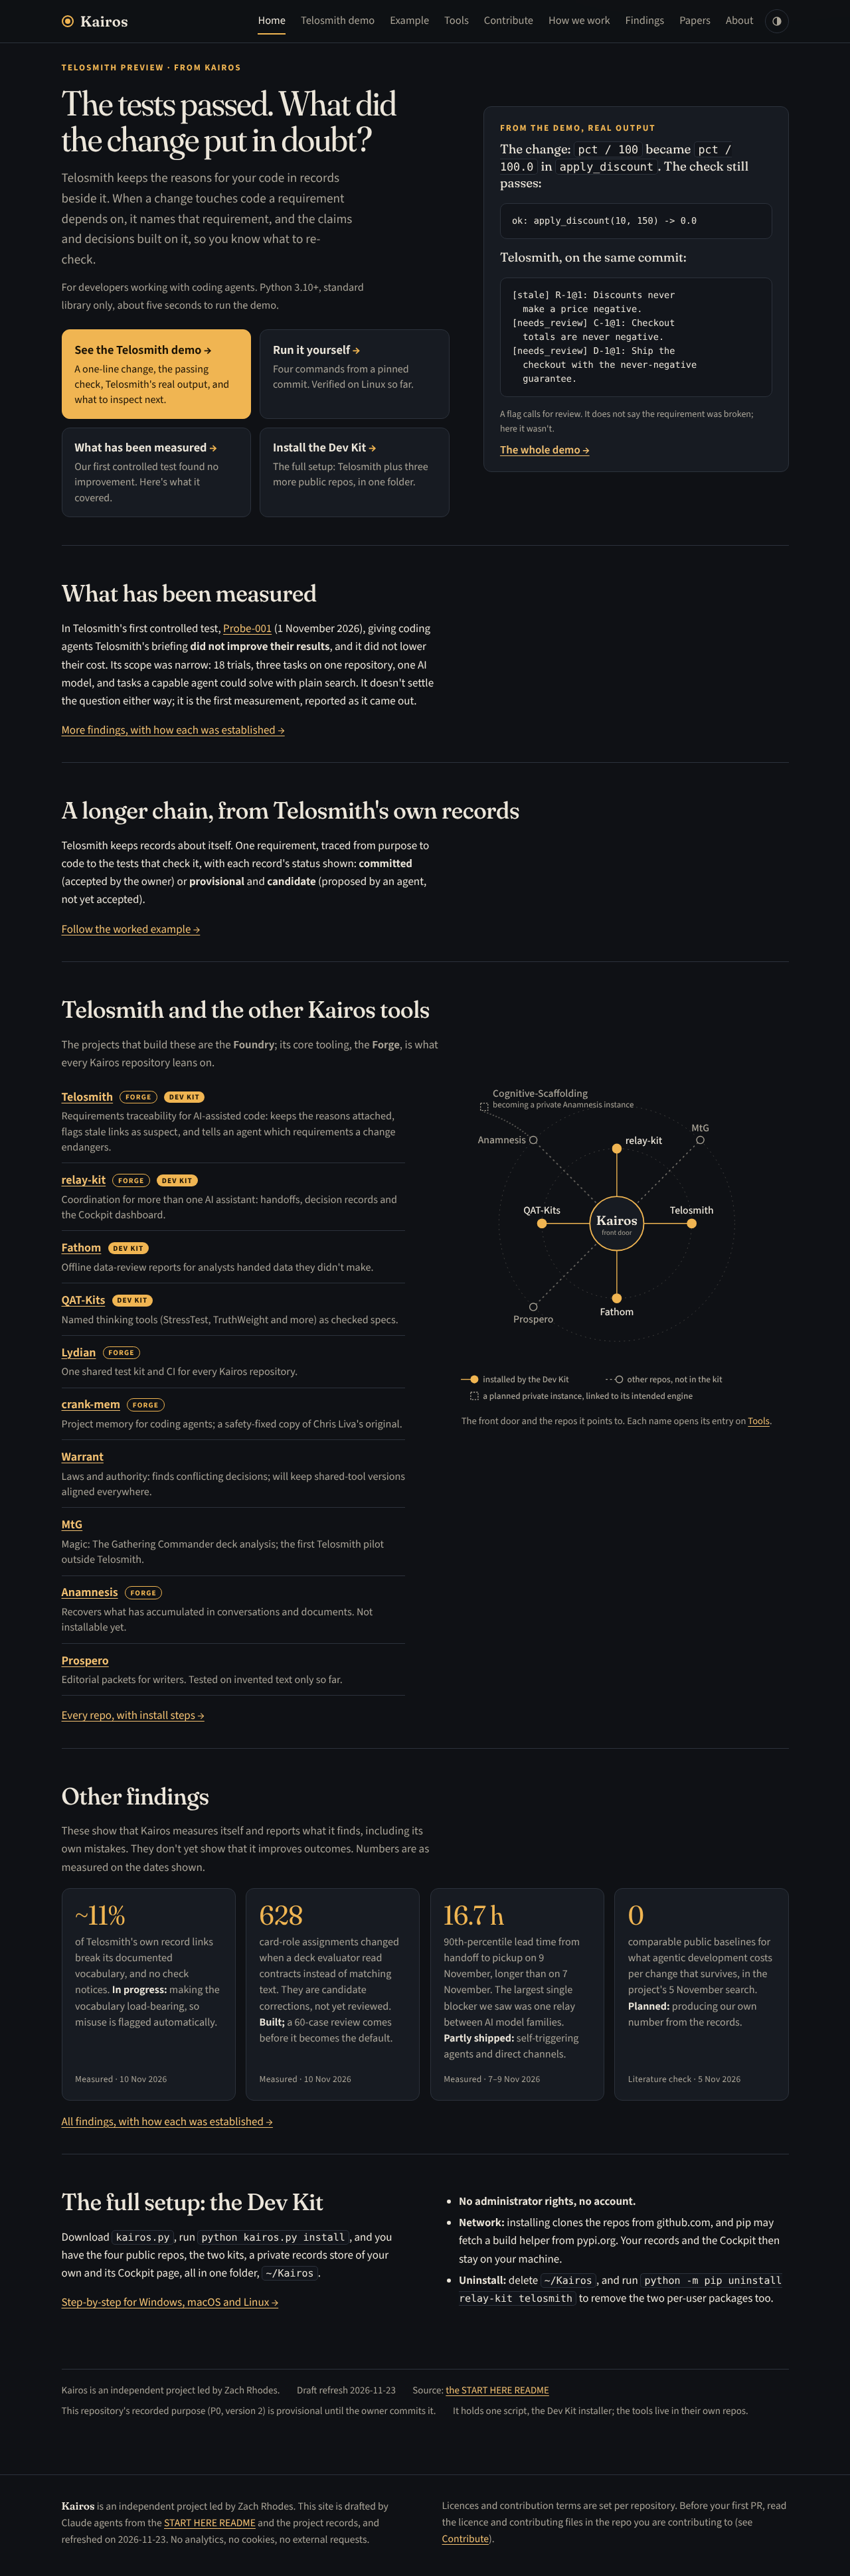 Kairos
Home Telosmith demo Example Tools Contribute How we work Findings Papers About
TELOSMITH PREVIEW · FROM KAIROS
The tests passed. What did
the change put in doubt?
Telosmith keeps the reasons for your code in records
beside it. When a change touches code a requirement
depends on, it names that requirement, and the claims
and decisions built on it, so you know what to re-
check.
For developers working with coding agents. Python 3.10+, standard
library only, about five seconds to run the demo.
See the Telosmith demo →
A one-line change, the passing
check, Telosmith's real output, and
what to inspect next.
Run it yourself →
Four commands from a pinned
commit. Verified on Linux so far.
What has been measured →
Our first controlled test found no
improvement. Here's what it
covered.
Install the Dev Kit →
The full setup: Telosmith plus three
more public repos, in one folder.
FROM THE DEMO, REAL OUTPUT
The change: pct / 100 became pct /
100.0 in apply_discount. The check still
passes:
ok: apply_discount(10, 150) -> 0.0
Telosmith, on the same commit:
[stale] R-1@1: Discounts never
make a price negative.
[needs_review] C-1@1: Checkout
totals are never negative.
[needs_review] D-1@1: Ship the
checkout with the never-negative
guarantee.
A flag calls for review. It does not say the requirement was broken;
here it wasn't.
The whole demo →
What has been measured
In Telosmith's first controlled test, Probe-001 (1 November 2026), giving coding
agents Telosmith's briefing did not improve their results, and it did not lower
their cost. Its scope was narrow: 18 trials, three tasks on one repository, one AI
model, and tasks a capable agent could solve with plain search. It doesn't settle
the question either way; it is the first measurement, reported as it came out.
More findings, with how each was established →
A longer chain, from Telosmith's own records
Telosmith keeps records about itself. One requirement, traced from purpose to
code to the tests that check it, with each record's status shown: committed
(accepted by the owner) or provisional and candidate (proposed by an agent,
not yet accepted).
Follow the worked example →
Telosmith and the other Kairos tools
The projects that build these are the Foundry; its core tooling, the Forge, is what
every Kairos repository leans on.
Telosmith FORGE DEV KIT
Requirements traceability for AI-assisted code: keeps the reasons attached,
flags stale links as suspect, and tells an agent which requirements a change
endangers.
relay-kit FORGE DEV KIT
Coordination for more than one AI assistant: handoffs, decision records and
the Cockpit dashboard.
Fathom DEV KIT
Offline data-review reports for analysts handed data they didn't make.
QAT-Kits DEV KIT
Named thinking tools (StressTest, TruthWeight and more) as checked specs.
Lydian FORGE
One shared test kit and CI for every Kairos repository.
crank-mem FORGE
Project memory for coding agents; a safety-fixed copy of Chris Liva's original.
Warrant
Laws and authority: finds conflicting decisions; will keep shared-tool versions
aligned everywhere.
MtG
Magic: The Gathering Commander deck analysis; the first Telosmith pilot
outside Telosmith.
Anamnesis FORGE
Recovers what has accumulated in conversations and documents. Not
installable yet.
Prospero
Editorial packets for writers. Tested on invented text only so far.
Every repo, with install steps →
Cognitive-Scaffolding
becoming a private Anamnesis instance
Anamnesis
relay-kit
MtG
QAT-Kits
Kairos
front door
Telosmith
Prospero
Fathom
installed by the Dev Kit
other repos, not in the kit
a planned private instance, linked to its intended engine
The front door and the repos it points to. Each name opens its entry on Tools.
Other findings
These show that Kairos measures itself and reports what it finds, including its
own mistakes. They don't yet show that it improves outcomes. Numbers are as
measured on the dates shown.
~11%
of Telosmith's own record links
break its documented
vocabulary, and no check
notices. In progress: making the
vocabulary load-bearing, so
misuse is flagged automatically.
Measured · 10 Nov 2026
628
card-role assignments changed
when a deck evaluator read
contracts instead of matching
text. They are candidate
corrections, not yet reviewed.
Built; a 60-case review comes
before it becomes the default.
Measured · 10 Nov 2026
16.7 h
90th-percentile lead time from
handoff to pickup on 9
November, longer than on 7
November. The largest single
blocker we saw was one relay
between AI model families.
Partly shipped: self-triggering
agents and direct channels.
Measured · 7–9 Nov 2026
0
comparable public baselines for
what agentic development costs
per change that survives, in the
project's 5 November search.
Planned: producing our own
number from the records.
Literature check · 5 Nov 2026
All findings, with how each was established →
The full setup: the Dev Kit
Download kairos.py, run python kairos.py install, and you
have the four public repos, the two kits, a private records store of your
own and its Cockpit page, all in one folder, ~/Kairos.
Step-by-step for Windows, macOS and Linux →
No administrator rights, no account.
Network: installing clones the repos from github.com, and pip may
fetch a build helper from pypi.org. Your records and the Cockpit then
stay on your machine.
Uninstall: delete ~/Kairos, and run python -m pip uninstall
relay-kit telosmith to remove the two per-user packages too.
Kairos is an independent project led by Zach Rhodes. Draft refresh 2026-11-23 Source: the START HERE README
This repository's recorded purpose (P0, version 2) is provisional until the owner commits it. It holds one script, the Dev Kit installer; the tools live in their own repos.
Kairos is an independent project led by Zach Rhodes. This site is drafted by
Claude agents from the START HERE README and the project records, and
refreshed on 2026-11-23. No analytics, no cookies, no external requests.
Licences and contribution terms are set per repository. Before your first PR, read
the licence and contributing files in the repo you are contributing to (see
Contribute).